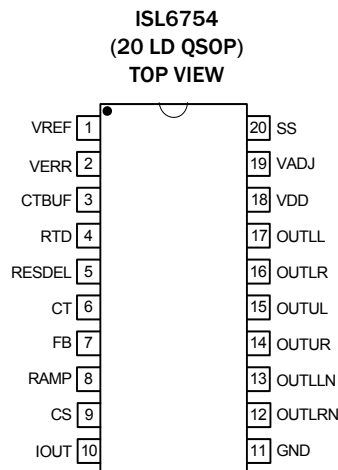 ISL6754
(20 LD QSOP)
TOP VIEW
VREF 1
VERR 2
CTBUF 3
RTD 4
RESDEL 5
CT 6
FB 7
RAMP 8
CS 9
IOUT 10
20 SS
19 VADJ
18 VDD
17 OUTLL
16 OUTLR
15 OUTUL
14 OUTUR
13 OUTLLN
12 OUTLRN
11 GND